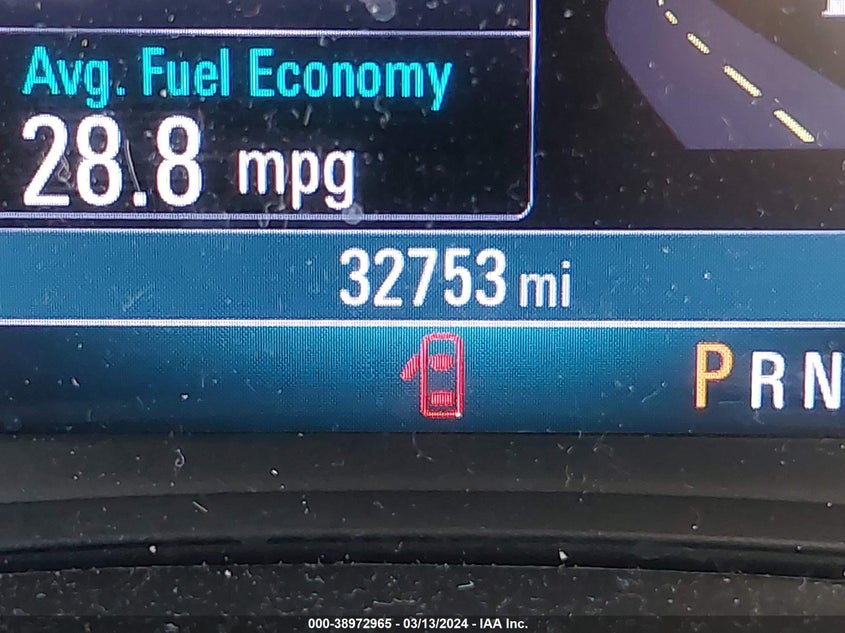 Avg. Fuel Economy
28.8 mpg
32753 mi
P R N
000-38972965 - 03/13/2024 - IAA Inc.